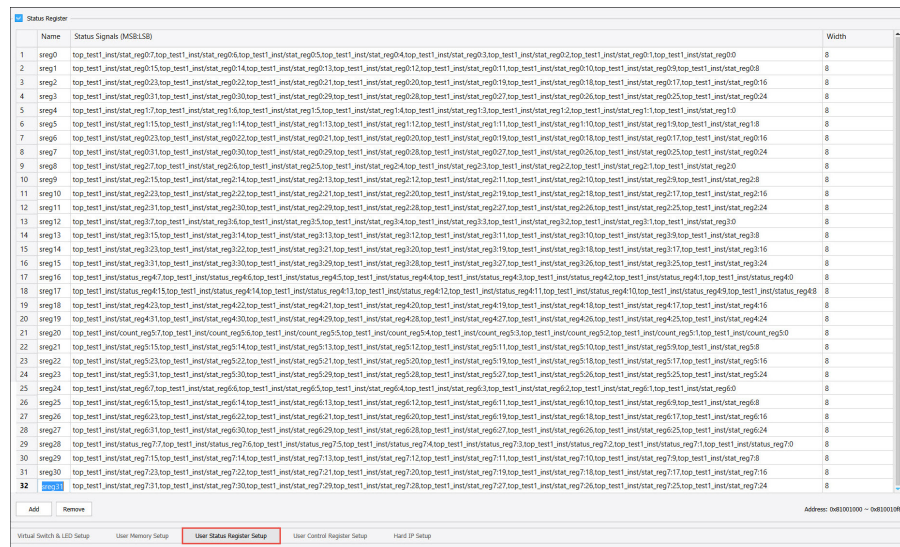 Status Register
Name Status Signals (MSB:LSB) Width
1 sreg0 top_test1_inst/stat_reg0:7,top_test1_inst/stat_reg0:6,top_test1_inst/stat_reg0:5,top_test1_inst/stat_reg0:4,top_test1_inst/stat_reg0:3,top_test1_inst/stat_reg0:2,top_test1_inst/stat_reg0:1,top_test1_inst/stat_reg0:0 8
2 sreg1 top_test1_inst/stat_reg0:15,top_test1_inst/stat_reg0:14,top_test1_inst/stat_reg0:13,top_test1_inst/stat_reg0:12,top_test1_inst/stat_reg0:11,top_test1_inst/stat_reg0:10,top_test1_inst/stat_reg0:9,top_test1_inst/stat_reg0:8 8
3 sreg2 top_test1_inst/stat_reg0:23,top_test1_inst/stat_reg0:22,top_test1_inst/stat_reg0:21,top_test1_inst/stat_reg0:20,top_test1_inst/stat_reg0:19,top_test1_inst/stat_reg0:18,top_test1_inst/stat_reg0:17,top_test1_inst/stat_reg0:16 8
4 sreg3 top_test1_inst/stat_reg0:31,top_test1_inst/stat_reg0:30,top_test1_inst/stat_reg0:29,top_test1_inst/stat_reg0:28,top_test1_inst/stat_reg0:27,top_test1_inst/stat_reg0:26,top_test1_inst/stat_reg0:25,top_test1_inst/stat_reg0:24 8
5 sreg4 top_test1_inst/stat_reg1:7,top_test1_inst/stat_reg1:6,top_test1_inst/stat_reg1:5,top_test1_inst/stat_reg1:4,top_test1_inst/stat_reg1:3,top_test1_inst/stat_reg1:2,top_test1_inst/stat_reg1:1,top_test1_inst/stat_reg1:0 8
6 sreg5 top_test1_inst/stat_reg1:15,top_test1_inst/stat_reg1:14,top_test1_inst/stat_reg1:13,top_test1_inst/stat_reg1:12,top_test1_inst/stat_reg1:11,top_test1_inst/stat_reg1:10,top_test1_inst/stat_reg1:9,top_test1_inst/stat_reg1:8 8
7 sreg6 top_test1_inst/stat_reg0:23,top_test1_inst/stat_reg0:22,top_test1_inst/stat_reg0:21,top_test1_inst/stat_reg0:20,top_test1_inst/stat_reg0:19,top_test1_inst/stat_reg0:18,top_test1_inst/stat_reg0:17,top_test1_inst/stat_reg0:16 8
8 sreg7 top_test1_inst/stat_reg0:31,top_test1_inst/stat_reg0:30,top_test1_inst/stat_reg0:29,top_test1_inst/stat_reg0:28,top_test1_inst/stat_reg0:27,top_test1_inst/stat_reg0:26,top_test1_inst/stat_reg0:25,top_test1_inst/stat_reg0:24 8
9 sreg8 top_test1_inst/stat_reg2:7,top_test1_inst/stat_reg2:6,top_test1_inst/stat_reg2:5,top_test1_inst/stat_reg2:4,top_test1_inst/stat_reg2:3,top_test1_inst/stat_reg2:2,top_test1_inst/stat_reg2:1,top_test1_inst/stat_reg2:0 8
10 sreg9 top_test1_inst/stat_reg2:15,top_test1_inst/stat_reg2:14,top_test1_inst/stat_reg2:13,top_test1_inst/stat_reg2:12,top_test1_inst/stat_reg2:11,top_test1_inst/stat_reg2:10,top_test1_inst/stat_reg2:9,top_test1_inst/stat_reg2:8 8
11 sreg10 top_test1_inst/stat_reg2:23,top_test1_inst/stat_reg2:22,top_test1_inst/stat_reg2:21,top_test1_inst/stat_reg2:20,top_test1_inst/stat_reg2:19,top_test1_inst/stat_reg2:18,top_test1_inst/stat_reg2:17,top_test1_inst/stat_reg2:16 8
12 sreg11 top_test1_inst/stat_reg2:31,top_test1_inst/stat_reg2:30,top_test1_inst/stat_reg2:29,top_test1_inst/stat_reg2:28,top_test1_inst/stat_reg2:27,top_test1_inst/stat_reg2:26,top_test1_inst/stat_reg2:25,top_test1_inst/stat_reg2:24 8
13 sreg12 top_test1_inst/stat_reg3:7,top_test1_inst/stat_reg3:6,top_test1_inst/stat_reg3:5,top_test1_inst/stat_reg3:4,top_test1_inst/stat_reg3:3,top_test1_inst/stat_reg3:2,top_test1_inst/stat_reg3:1,top_test1_inst/stat_reg3:0 8
14 sreg13 top_test1_inst/stat_reg3:15,top_test1_inst/stat_reg3:14,top_test1_inst/stat_reg3:13,top_test1_inst/stat_reg3:12,top_test1_inst/stat_reg3:11,top_test1_inst/stat_reg3:10,top_test1_inst/stat_reg3:9,top_test1_inst/stat_reg3:8 8
15 sreg14 top_test1_inst/stat_reg3:23,top_test1_inst/stat_reg3:22,top_test1_inst/stat_reg3:21,top_test1_inst/stat_reg3:20,top_test1_inst/stat_reg3:19,top_test1_inst/stat_reg3:18,top_test1_inst/stat_reg3:17,top_test1_inst/stat_reg3:16 8
16 sreg15 top_test1_inst/stat_reg3:31,top_test1_inst/stat_reg3:30,top_test1_inst/stat_reg3:29,top_test1_inst/stat_reg3:28,top_test1_inst/stat_reg3:27,top_test1_inst/stat_reg3:26,top_test1_inst/stat_reg3:25,top_test1_inst/stat_reg3:24 8
17 sreg16 top_test1_inst/status_reg4:7,top_test1_inst/status_reg4:6,top_test1_inst/status_reg4:5,top_test1_inst/status_reg4:4,top_test1_inst/status_reg4:3,top_test1_inst/status_reg4:2,top_test1_inst/status_reg4:1,top_test1_inst/status_reg4:0 8
18 sreg17 top_test1_inst/status_reg4:15,top_test1_inst/status_reg4:14,top_test1_inst/status_reg4:13,top_test1_inst/status_reg4:12,top_test1_inst/status_reg4:11,top_test1_inst/status_reg4:10,top_test1_inst/status_reg4:9,top_test1_inst/status_reg4:8 8
19 sreg18 top_test1_inst/stat_reg4:23,top_test1_inst/stat_reg4:22,top_test1_inst/stat_reg4:21,top_test1_inst/stat_reg4:20,top_test1_inst/stat_reg4:19,top_test1_inst/stat_reg4:18,top_test1_inst/stat_reg4:17,top_test1_inst/stat_reg4:16 8
20 sreg19 top_test1_inst/stat_reg4:31,top_test1_inst/stat_reg4:30,top_test1_inst/stat_reg4:29,top_test1_inst/stat_reg4:28,top_test1_inst/stat_reg4:27,top_test1_inst/stat_reg4:26,top_test1_inst/stat_reg4:25,top_test1_inst/stat_reg4:24 8
21 sreg20 top_test1_inst/count_reg5:7,top_test1_inst/count_reg5:6,top_test1_inst/count_reg5:5,top_test1_inst/count_reg5:4,top_test1_inst/count_reg5:3,top_test1_inst/count_reg5:2,top_test1_inst/count_reg5:1,top_test1_inst/count_reg5:0 8
22 sreg21 top_test1_inst/stat_reg5:15,top_test1_inst/stat_reg5:14,top_test1_inst/stat_reg5:13,top_test1_inst/stat_reg5:12,top_test1_inst/stat_reg5:11,top_test1_inst/stat_reg5:10,top_test1_inst/stat_reg5:9,top_test1_inst/stat_reg5:8 8
23 sreg22 top_test1_inst/stat_reg5:23,top_test1_inst/stat_reg5:22,top_test1_inst/stat_reg5:21,top_test1_inst/stat_reg5:20,top_test1_inst/stat_reg5:19,top_test1_inst/stat_reg5:18,top_test1_inst/stat_reg5:17,top_test1_inst/stat_reg5:16 8
24 sreg23 top_test1_inst/stat_reg5:31,top_test1_inst/stat_reg5:30,top_test1_inst/stat_reg5:29,top_test1_inst/stat_reg5:28,top_test1_inst/stat_reg5:27,top_test1_inst/stat_reg5:26,top_test1_inst/stat_reg5:25,top_test1_inst/stat_reg5:24 8
25 sreg24 top_test1_inst/stat_reg6:7,top_test1_inst/stat_reg6:6,top_test1_inst/stat_reg6:5,top_test1_inst/stat_reg6:4,top_test1_inst/stat_reg6:3,top_test1_inst/stat_reg6:2,top_test1_inst/stat_reg6:1,top_test1_inst/stat_reg6:0 8
26 sreg25 top_test1_inst/stat_reg6:15,top_test1_inst/stat_reg6:14,top_test1_inst/stat_reg6:13,top_test1_inst/stat_reg6:12,top_test1_inst/stat_reg6:11,top_test1_inst/stat_reg6:10,top_test1_inst/stat_reg6:9,top_test1_inst/stat_reg6:8 8
27 sreg26 top_test1_inst/stat_reg6:23,top_test1_inst/stat_reg6:22,top_test1_inst/stat_reg6:21,top_test1_inst/stat_reg6:20,top_test1_inst/stat_reg6:19,top_test1_inst/stat_reg6:18,top_test1_inst/stat_reg6:17,top_test1_inst/stat_reg6:16 8
28 sreg27 top_test1_inst/stat_reg6:31,top_test1_inst/stat_reg6:30,top_test1_inst/stat_reg6:29,top_test1_inst/stat_reg6:28,top_test1_inst/stat_reg6:27,top_test1_inst/stat_reg6:26,top_test1_inst/stat_reg6:25,top_test1_inst/stat_reg6:24 8
29 sreg28 top_test1_inst/status_reg7:7,top_test1_inst/status_reg7:6,top_test1_inst/status_reg7:5,top_test1_inst/status_reg7:4,top_test1_inst/status_reg7:3,top_test1_inst/status_reg7:2,top_test1_inst/status_reg7:1,top_test1_inst/status_reg7:0 8
30 sreg29 top_test1_inst/stat_reg7:15,top_test1_inst/stat_reg7:14,top_test1_inst/stat_reg7:13,top_test1_inst/stat_reg7:12,top_test1_inst/stat_reg7:11,top_test1_inst/stat_reg7:10,top_test1_inst/stat_reg7:9,top_test1_inst/stat_reg7:8 8
31 sreg30 top_test1_inst/stat_reg7:23,top_test1_inst/stat_reg7:22,top_test1_inst/stat_reg7:21,top_test1_inst/stat_reg7:20,top_test1_inst/stat_reg7:19,top_test1_inst/stat_reg7:18,top_test1_inst/stat_reg7:17,top_test1_inst/stat_reg7:16 8
32 sreg31 top_test1_inst/stat_reg7:31,top_test1_inst/stat_reg7:30,top_test1_inst/stat_reg7:29,top_test1_inst/stat_reg7:28,top_test1_inst/stat_reg7:27,top_test1_inst/stat_reg7:26,top_test1_inst/stat_reg7:25,top_test1_inst/stat_reg7:24 8
Add Remove Address: 0x81001000 ~ 0x810010f8
Virtual Switch & LED Setup User Memory Setup User Status Register Setup User Control Register Setup Hard IP Setup